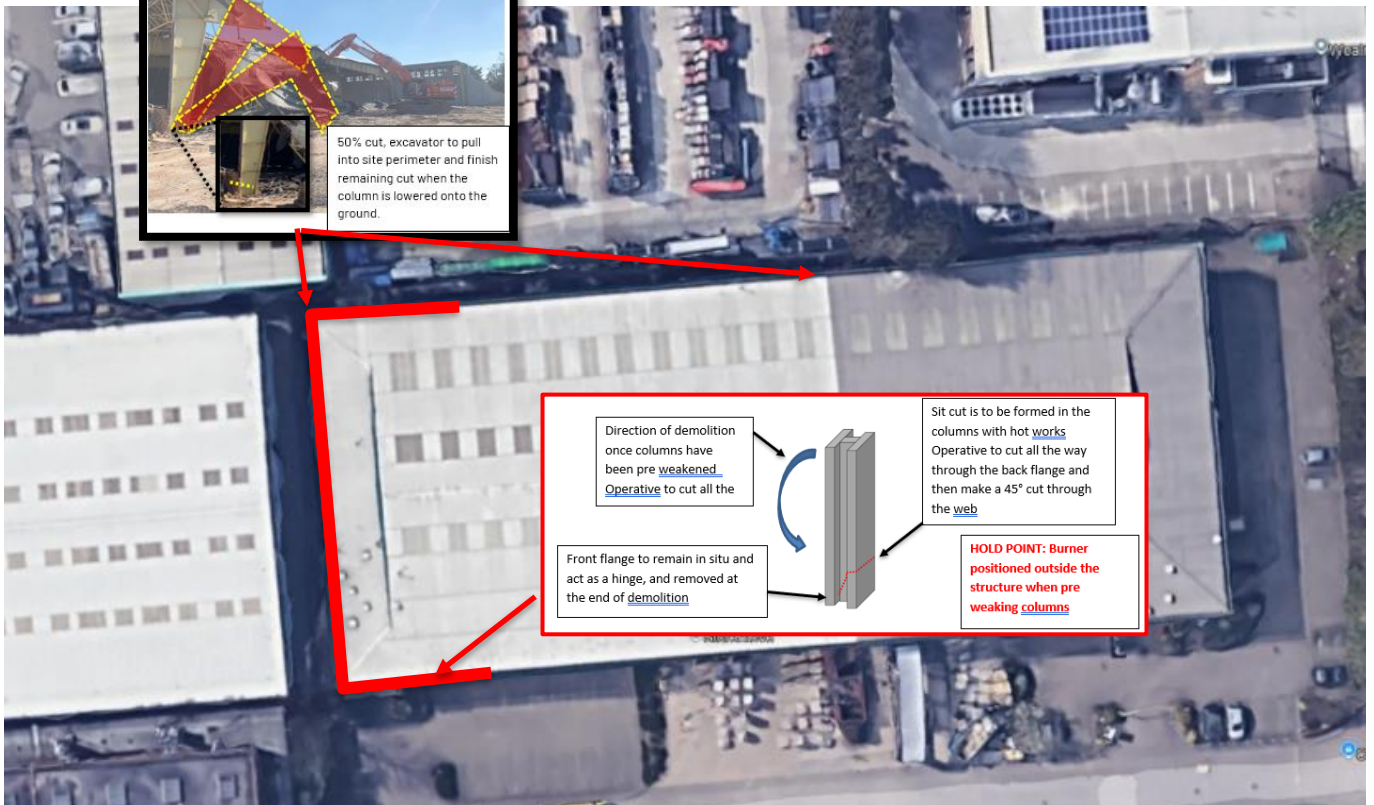 50% cut, excavator to pull
into site perimeter and finish
remaining cut when the
column is lowered onto the
ground.
Direction of demolition
once columns have
been pre weakened
Operative to cut all the
Sit cut is to be formed in the
columns with hot works
Operative to cut all the way
through the back flange and
then make a 45° cut through
the web
Front flange to remain in situ and
act as a hinge, and removed at
the end of demolition
HOLD POINT: Burner
positioned outside the
structure when pre
weaking columns